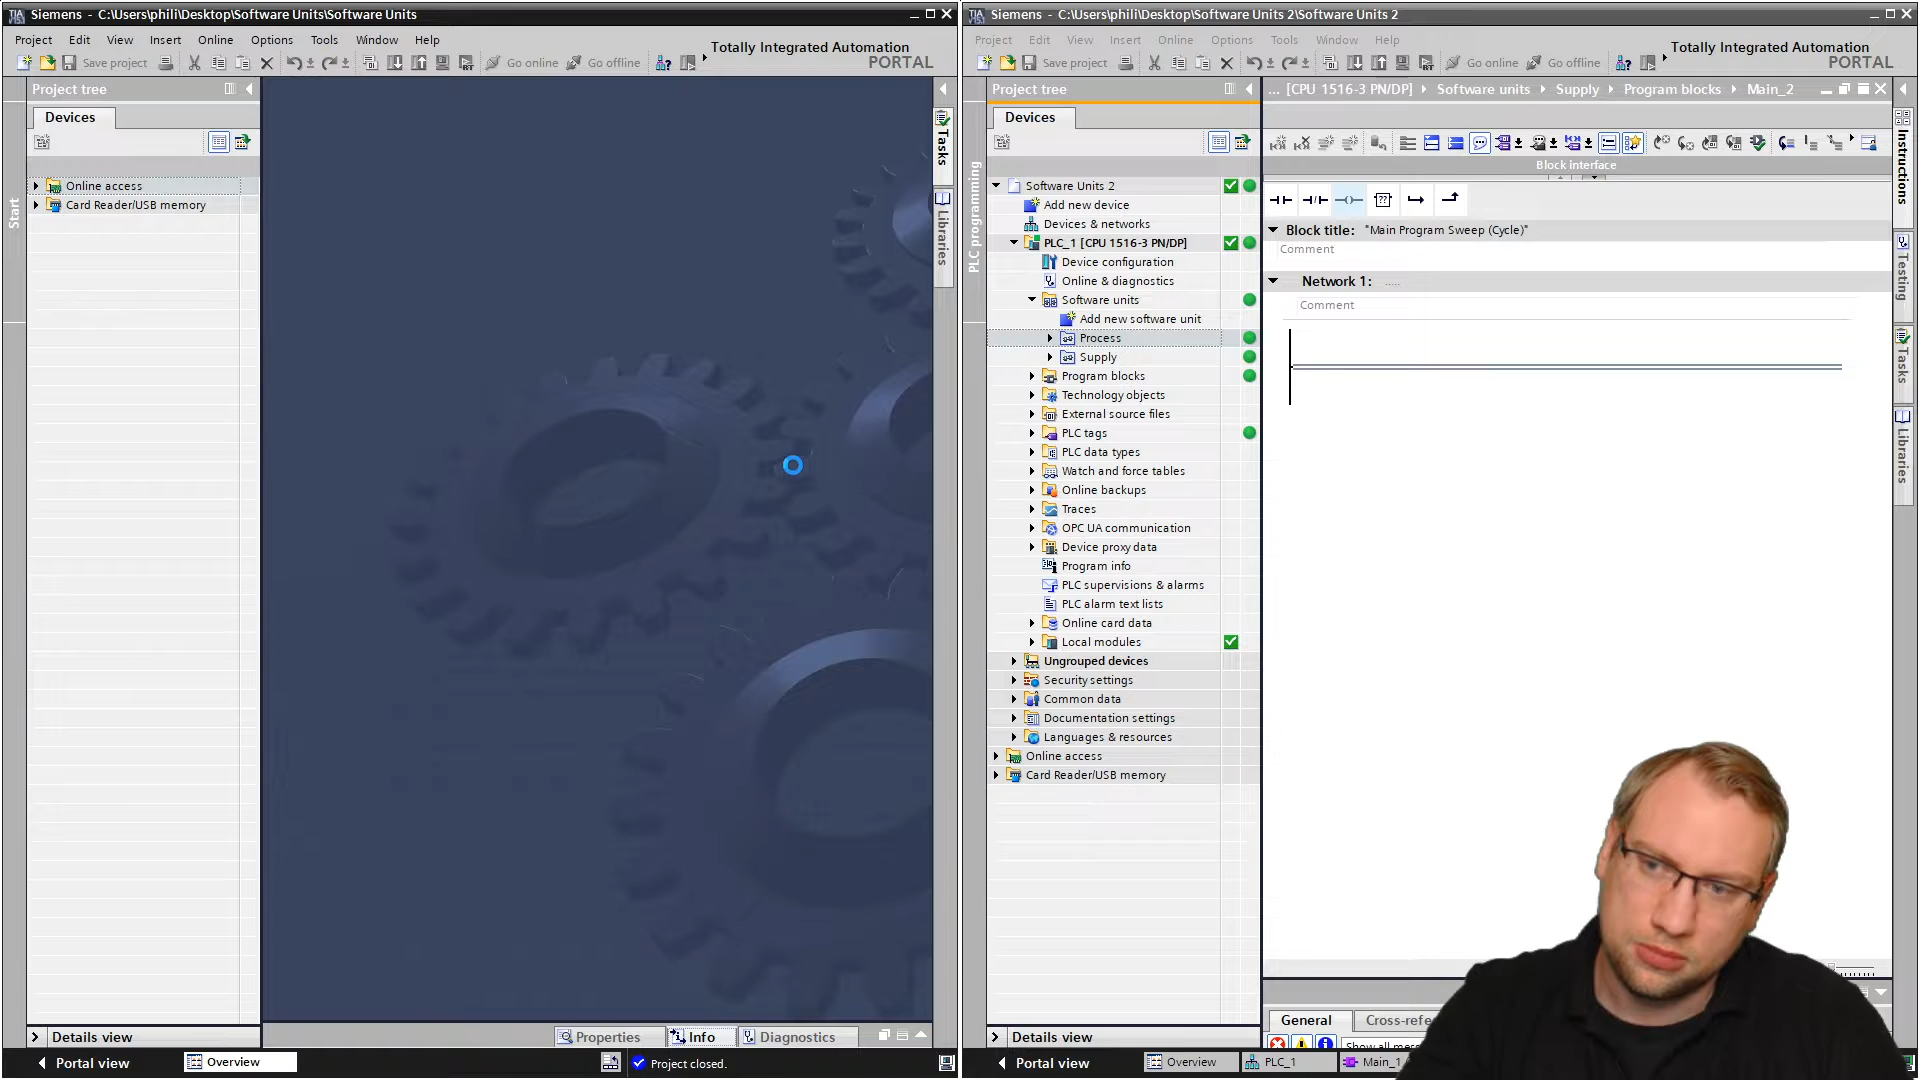 Siemens - C:\Users\phili\Desktop\Software Units\Software Units
Project Edit View Insert Online Options Tools Window Help
Totally Integrated Automation
PORTAL
Save project
Go online
Go offline
Project tree
Devices
Online access
Card Reader/USB memory
Start
Tasks
Libraries
Details view
Properties
Info
Diagnostics
Portal view
Overview
Project closed.
Siemens - C:\Users\phili\Desktop\Software Units 2\Software Units 2
Project Edit View Insert Online Options Tools Window Help
Totally Integrated Automation
PORTAL
Save project
Go online
Go offline
Project tree
Devices
PLC programming
Software Units 2
Add new device
Devices & networks
PLC_1 [CPU 1516-3 PN/DP]
Device configuration
Online & diagnostics
Software units
Add new software unit
Process
Supply
Program blocks
Technology objects
External source files
PLC tags
PLC data types
Watch and force tables
Online backups
Traces
OPC UA communication
Device proxy data
Program info
PLC supervisions & alarms
PLC alarm text lists
Online card data
Local modules
Ungrouped devices
Security settings
Common data
Documentation settings
Languages & resources
Online access
Card Reader/USB memory
Details view
Portal view
Overview
PLC_1
Main_1
... [CPU 1516-3 PN/DP] Software units Supply Program blocks Main_2
Block interface
Block title: "Main Program Sweep (Cycle)"
Comment
Network 1: .....
Comment
General
Cross-refe
Show all mes
Instructions
Testing
Tasks
Libraries